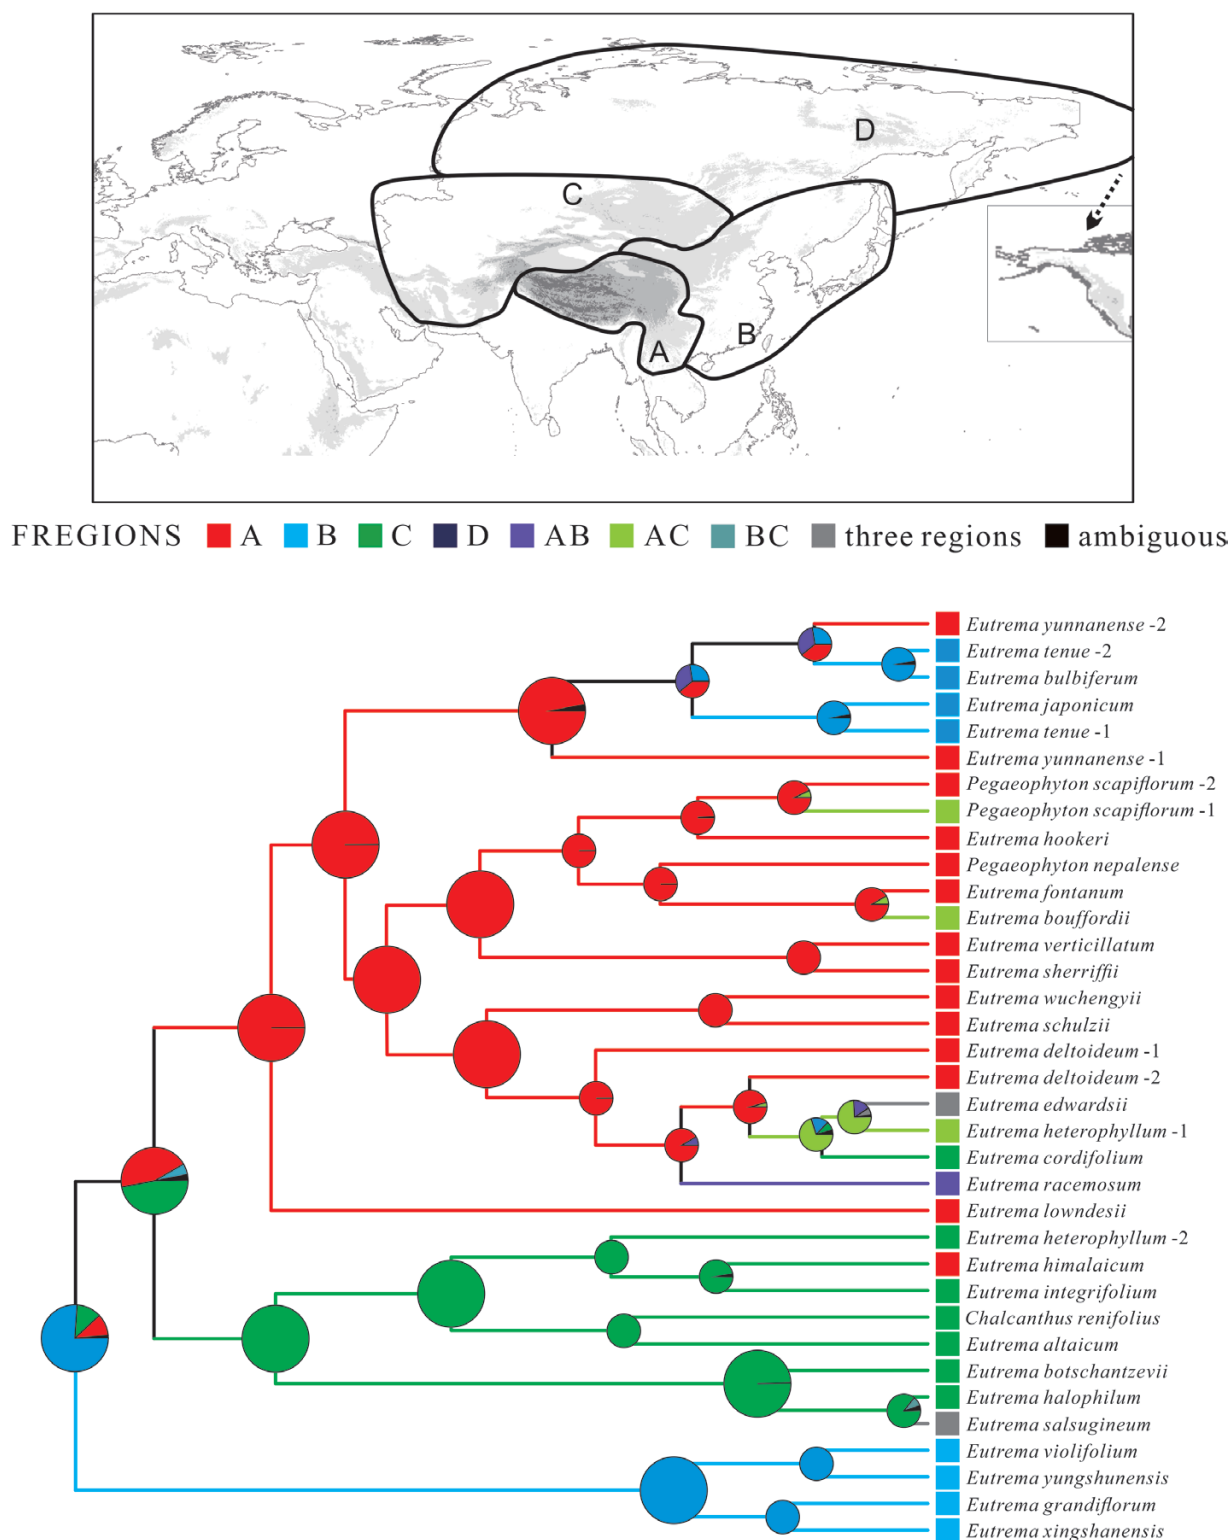 D
C
B
A
FREGIONS A B C D AB AC BC three regions ambiguous
Eutrema yunnanense -2
Eutrema tenue -2
Eutrema bulbiferum
Eutrema japonicum
Eutrema tenue -1
Eutrema yunnanense -1
Pegaeophyton scapiflorum -2
Pegaeophyton scapiflorum -1
Eutrema hookeri
Pegaeophyton nepalense
Eutrema fontanum
Eutrema bouffordii
Eutrema verticillatum
Eutrema sherriffii
Eutrema wuchengyii
Eutrema schulzii
Eutrema deltoideum -1
Eutrema deltoideum -2
Eutrema edwardsii
Eutrema heterophyllum -1
Eutrema cordifolium
Eutrema racemosum
Eutrema lowndesii
Eutrema heterophyllum -2
Eutrema himalaicum
Eutrema integrifolium
Chalcanthus renifolius
Eutrema altaicum
Eutrema botschantzevii
Eutrema halophilum
Eutrema salsugineum
Eutrema violifolium
Eutrema yungshunensis
Eutrema grandiflorum
Eutrema xingshanensis